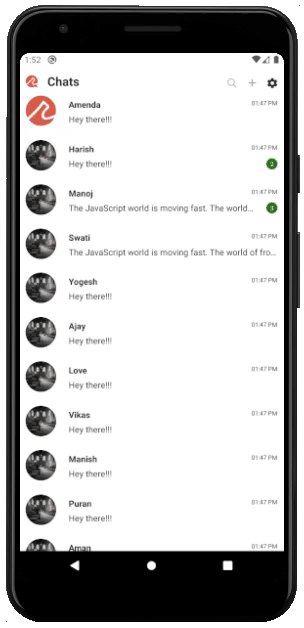 1:52
Chats
Amenda 01:47 PM
Hey there!!!
Harish 01:47 PM
Hey there!!! 2
Manoj 01:47 PM
The JavaScript world is moving fast. The world...
Swati 01:47 PM
The JavaScript world is moving fast. The world of fro...
Yogesh 01:47 PM
Hey there!!!
Ajay 01:47 PM
Hey there!!!
Love 01:47 PM
Hey there!!!
Vikas 01:47 PM
Hey there!!!
Manish 01:47 PM
Hey there!!!
Puran 01:47 PM
Hey there!!!
Aman 01:47 PM